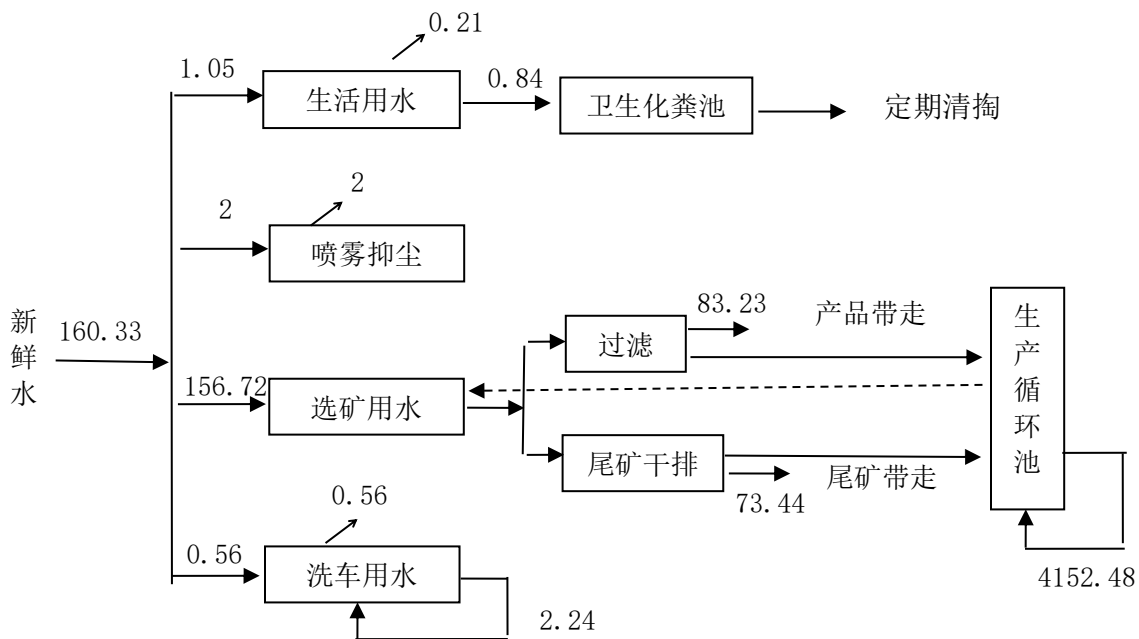 0.21
1.05
生活用水
0.84
卫生化粪池
定期清掏
2
2
喷雾抑尘
新鲜水
160.33
83.23
产品带走
过滤
生产循环池
156.72
选矿用水
尾矿干排
尾矿带走
73.44
0.56
0.56
洗车用水
2.24
4152.48